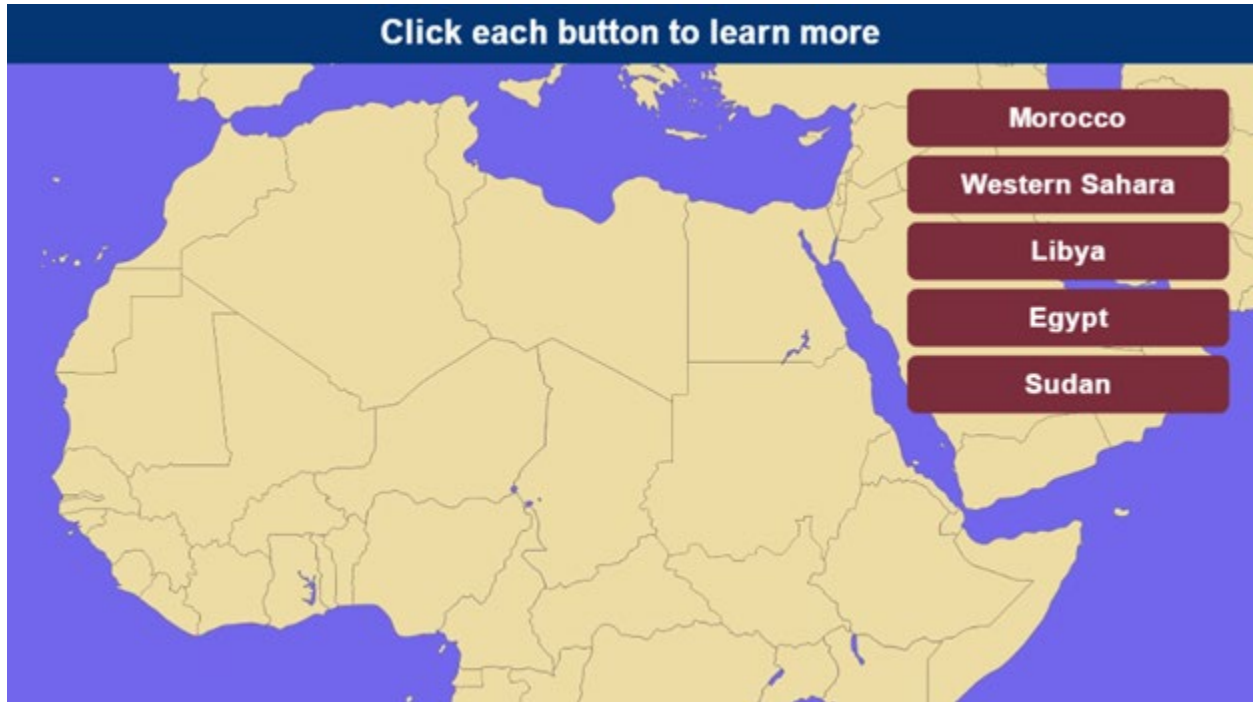 Click each button to learn more
Morocco
Western Sahara
Libya
Egypt
Sudan